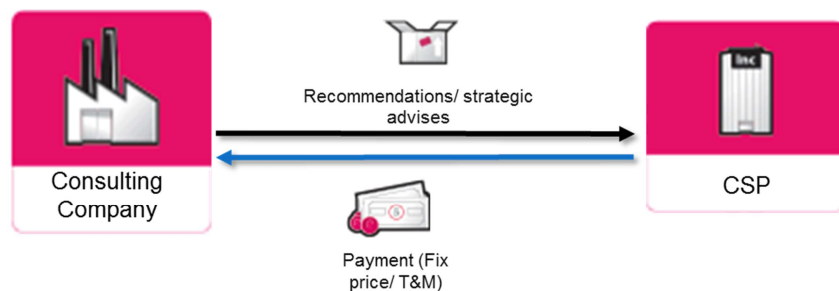 Inc
Recommendations/ strategic
advises
Consulting
Company
CSP
Payment (Fix
price/ T&M)